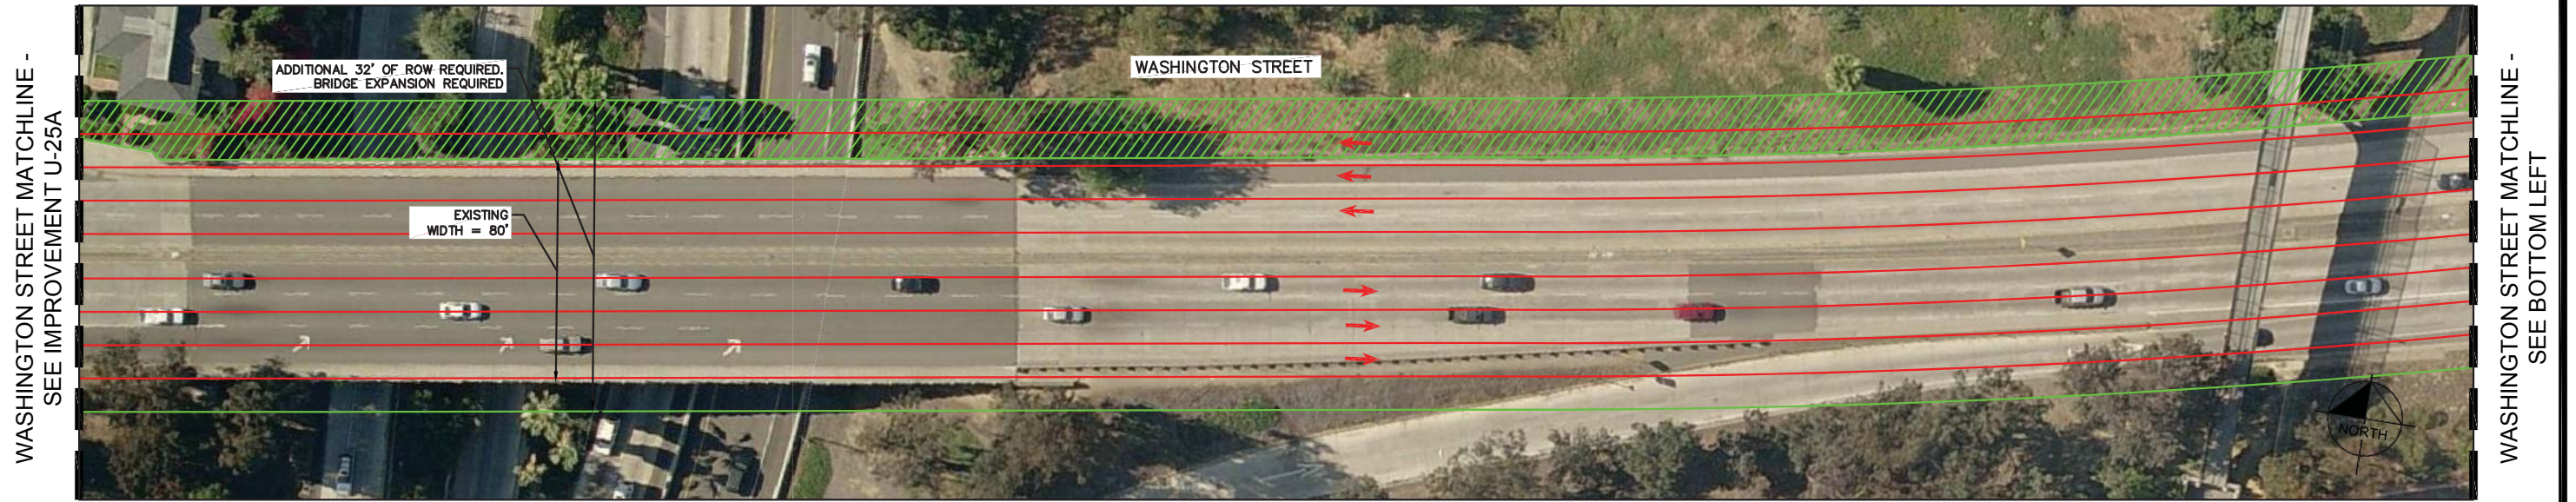 WASHINGTON STREET MATCHLINE -
SEE IMPROVEMENT U-25A
ADDITIONAL 32' OF ROW REQUIRED.
BRIDGE EXPANSION REQUIRED
WASHINGTON STREET
EXISTING
WIDTH = 80'
NORTH
WASHINGTON STREET MATCHLINE -
SEE BOTTOM LEFT